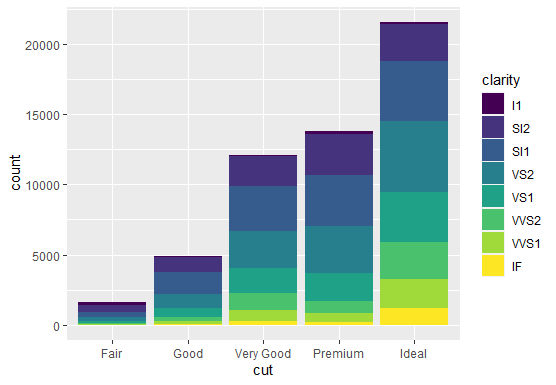 20000
15000
10000
5000
0
count
Fair Good Very Good Premium Ideal
cut
clarity
I1
SI2
SI1
VS2
VS1
VVS2
VVS1
IF